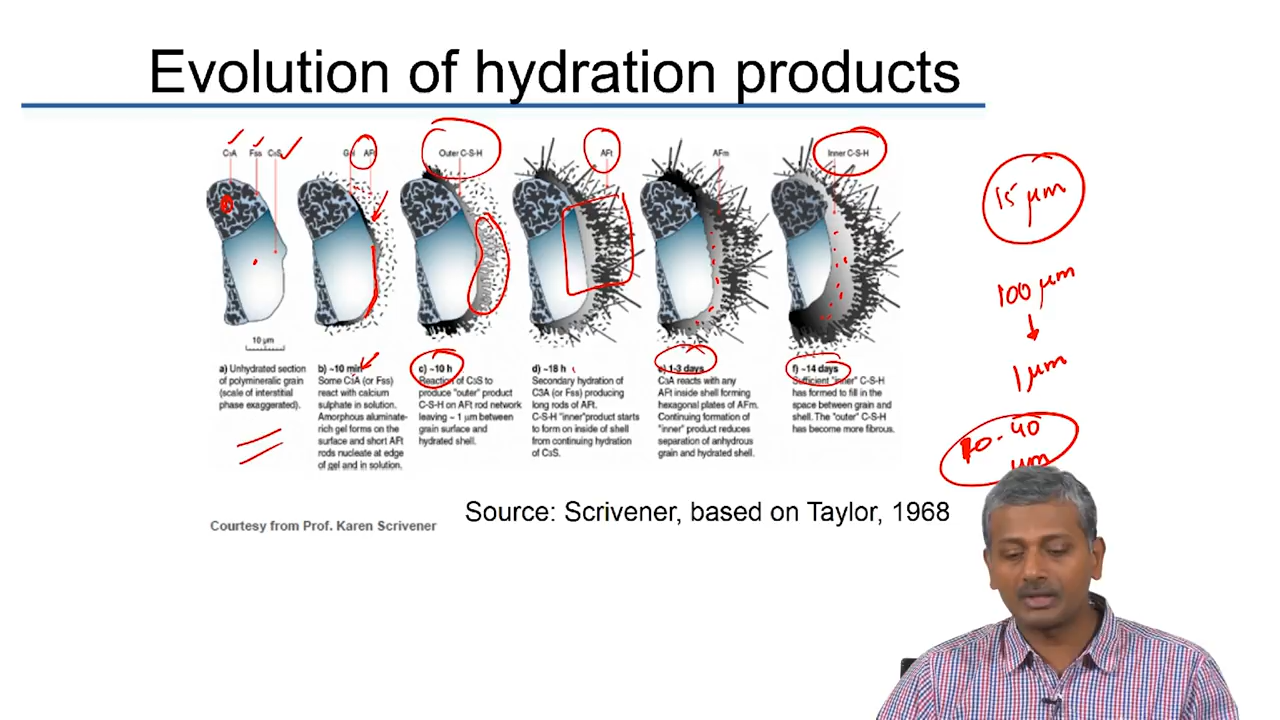 Evolution of hydration products
C₃A Fss C₃S
Gel AFt
Outer C-S-H
AFt
AFm
Inner C-S-H
10 µm
a) Unhydrated section
of polymineralic grain
(scale of interstitial
phase exaggerated).
b) ~10 min
Some C₃A (or Fss)
react with calcium
sulphate in solution.
Amorphous aluminate-
rich gel forms on the
surface and short AFt
rods nucleate at edge
of gel and in solution.
c) ~10 h
Reaction of C₃S to
produce "outer" product
C-S-H on AFt rod network
leaving ~ 1 µm between
grain surface and
hydrated shell.
d) ~18 h
Secondary hydration of
C3A (or Fss) producing
long rods of AFt.
C-S-H "inner"product starts
to form on inside of shell
from continuing hydration
of C₃S.
e) 1-3 days
C₃A reacts with any
AFt inside shell forming
hexagonal plates of AFm.
Continuing formation of
"inner" product reduces
separation of anhydrous
grain and hydrated shell.
f) ~14 days
Sufficient "inner" C-S-H
has formed to fill in the
space between grain and
shell. The "outer" C-S-H
has become more fibrous.
15 µm
100 µm
1 µm
10-40
µm
Source: Scrivener, based on Taylor, 1968
Courtesy from Prof. Karen Scrivener